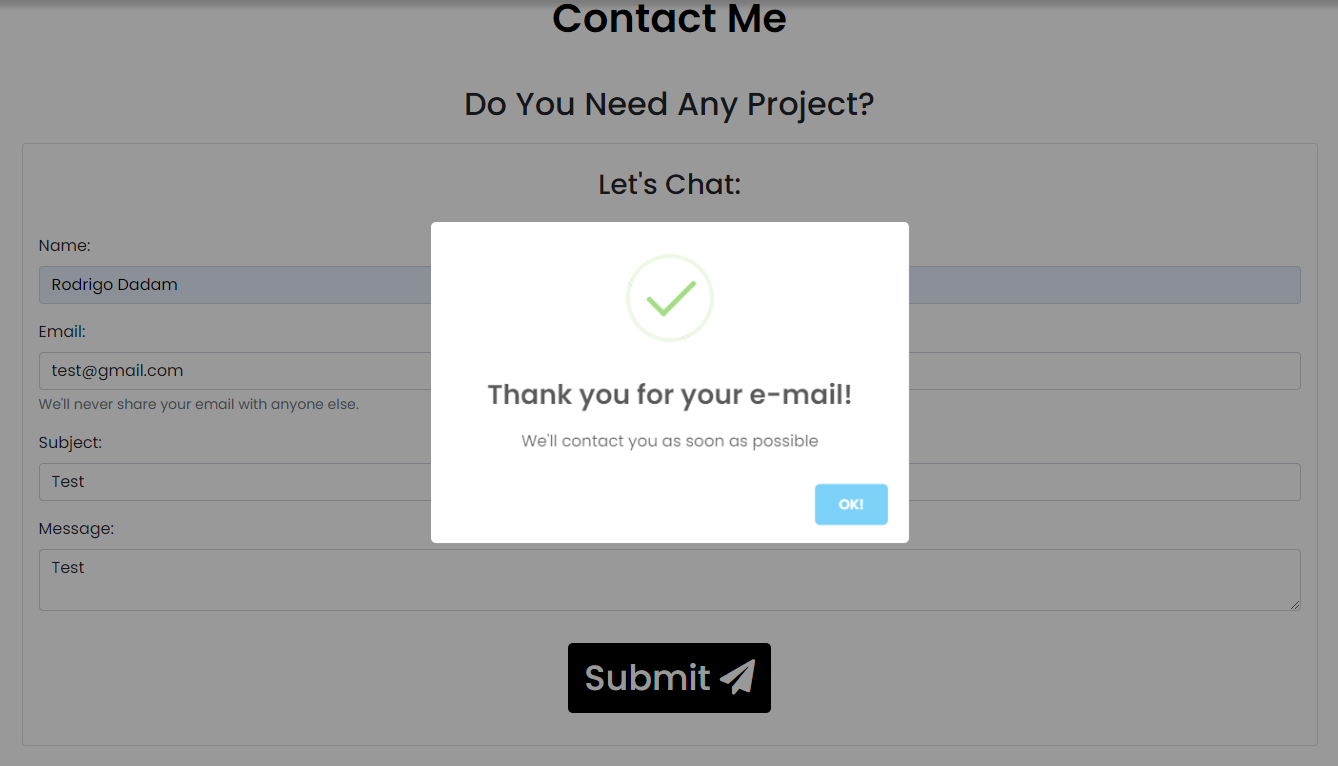 Contact Me
Do You Need Any Project?
Let's Chat:
Name:
Rodrigo Dadam
Email:
test@gmail.com
We'll never share your email with anyone else.
Subject:
Test
Message:
Test
Submit
Thank you for your e-mail!
We'll contact you as soon as possible
OK!